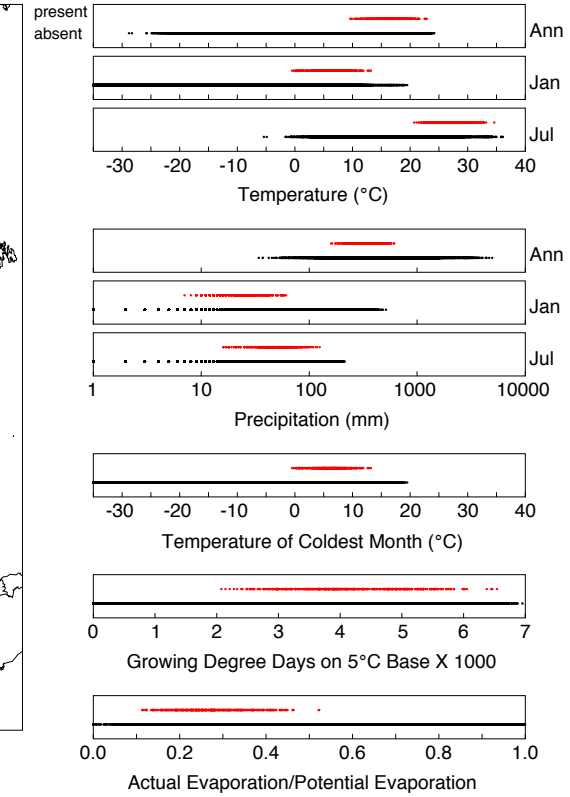 present
absent
Ann
Jan
Jul
-30 -20 -10 0 10 20 30 40
Temperature (°C)
Ann
Jan
Jul
1 10 100 1000 10000
Precipitation (mm)
-30 -20 -10 0 10 20 30 40
Temperature of Coldest Month (°C)
0 1 2 3 4 5 6 7
Growing Degree Days on 5°C Base X 1000
0.0 0.2 0.4 0.6 0.8 1.0
Actual Evaporation/Potential Evaporation